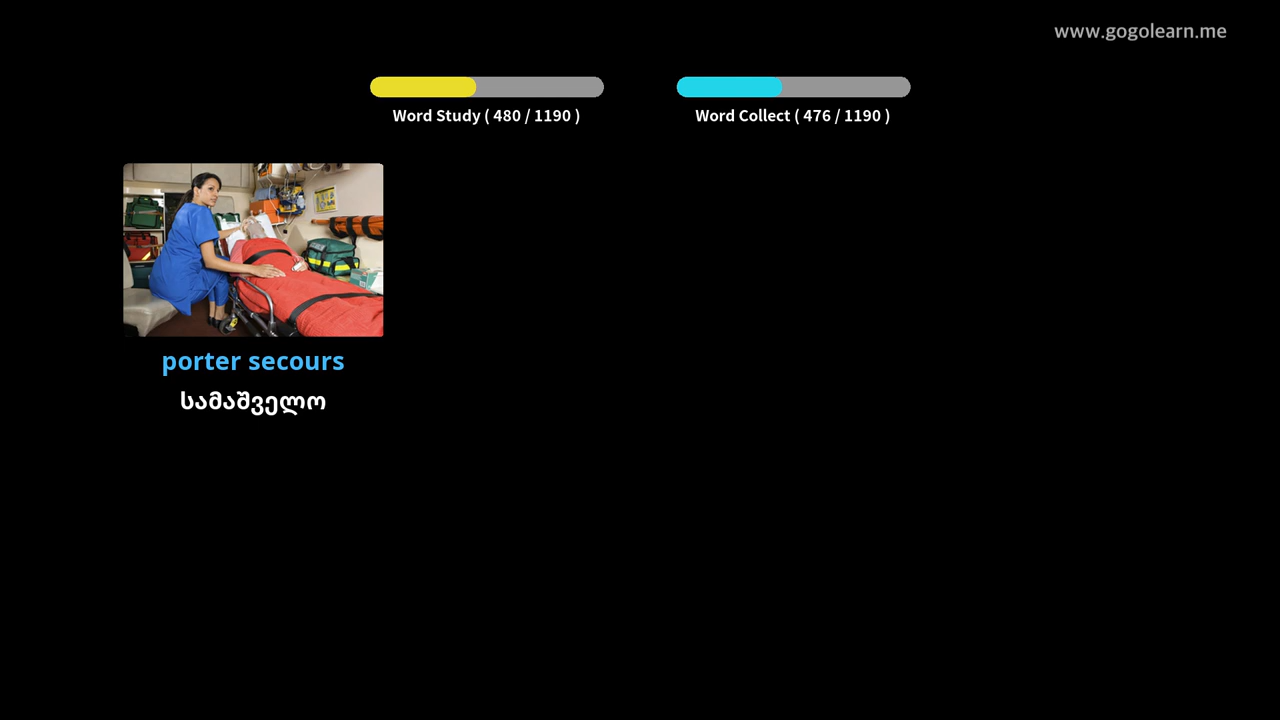 www.gogolearn.me
Word Study ( 480 / 1190 )
Word Collect ( 476 / 1190 )
porter secours
სამაშველო